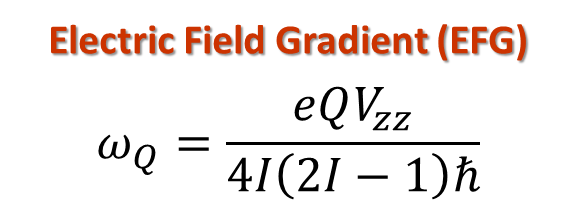 Electric Field Gradient (EFG)
ω_Q = eQV_zz / 4I(2I − 1)ħ